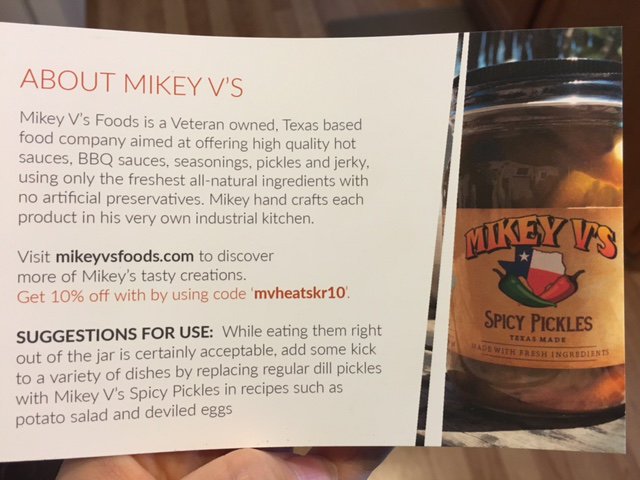 ABOUT MIKEY V'S
Mikey V's Foods is a Veteran owned, Texas based
food company aimed at offering high quality hot
sauces, BBQ sauces, seasonings, pickles and jerky,
using only the freshest all-natural ingredients with
no artificial preservatives. Mikey hand crafts each
product in his very own industrial kitchen.
Visit mikeyvsfoods.com to discover
more of Mikey's tasty creations.
Get 10% off with by using code 'mvheatskr10'.
SUGGESTIONS FOR USE: While eating them right
out of the jar is certainly acceptable, add some kick
to a variety of dishes by replacing regular dill pickles
with Mikey V's Spicy Pickles in recipes such as
potato salad and deviled eggs
MIKEY V'S
SPICY PICKLES
TEXAS MADE
MADE WITH FRESH INGREDIENTS